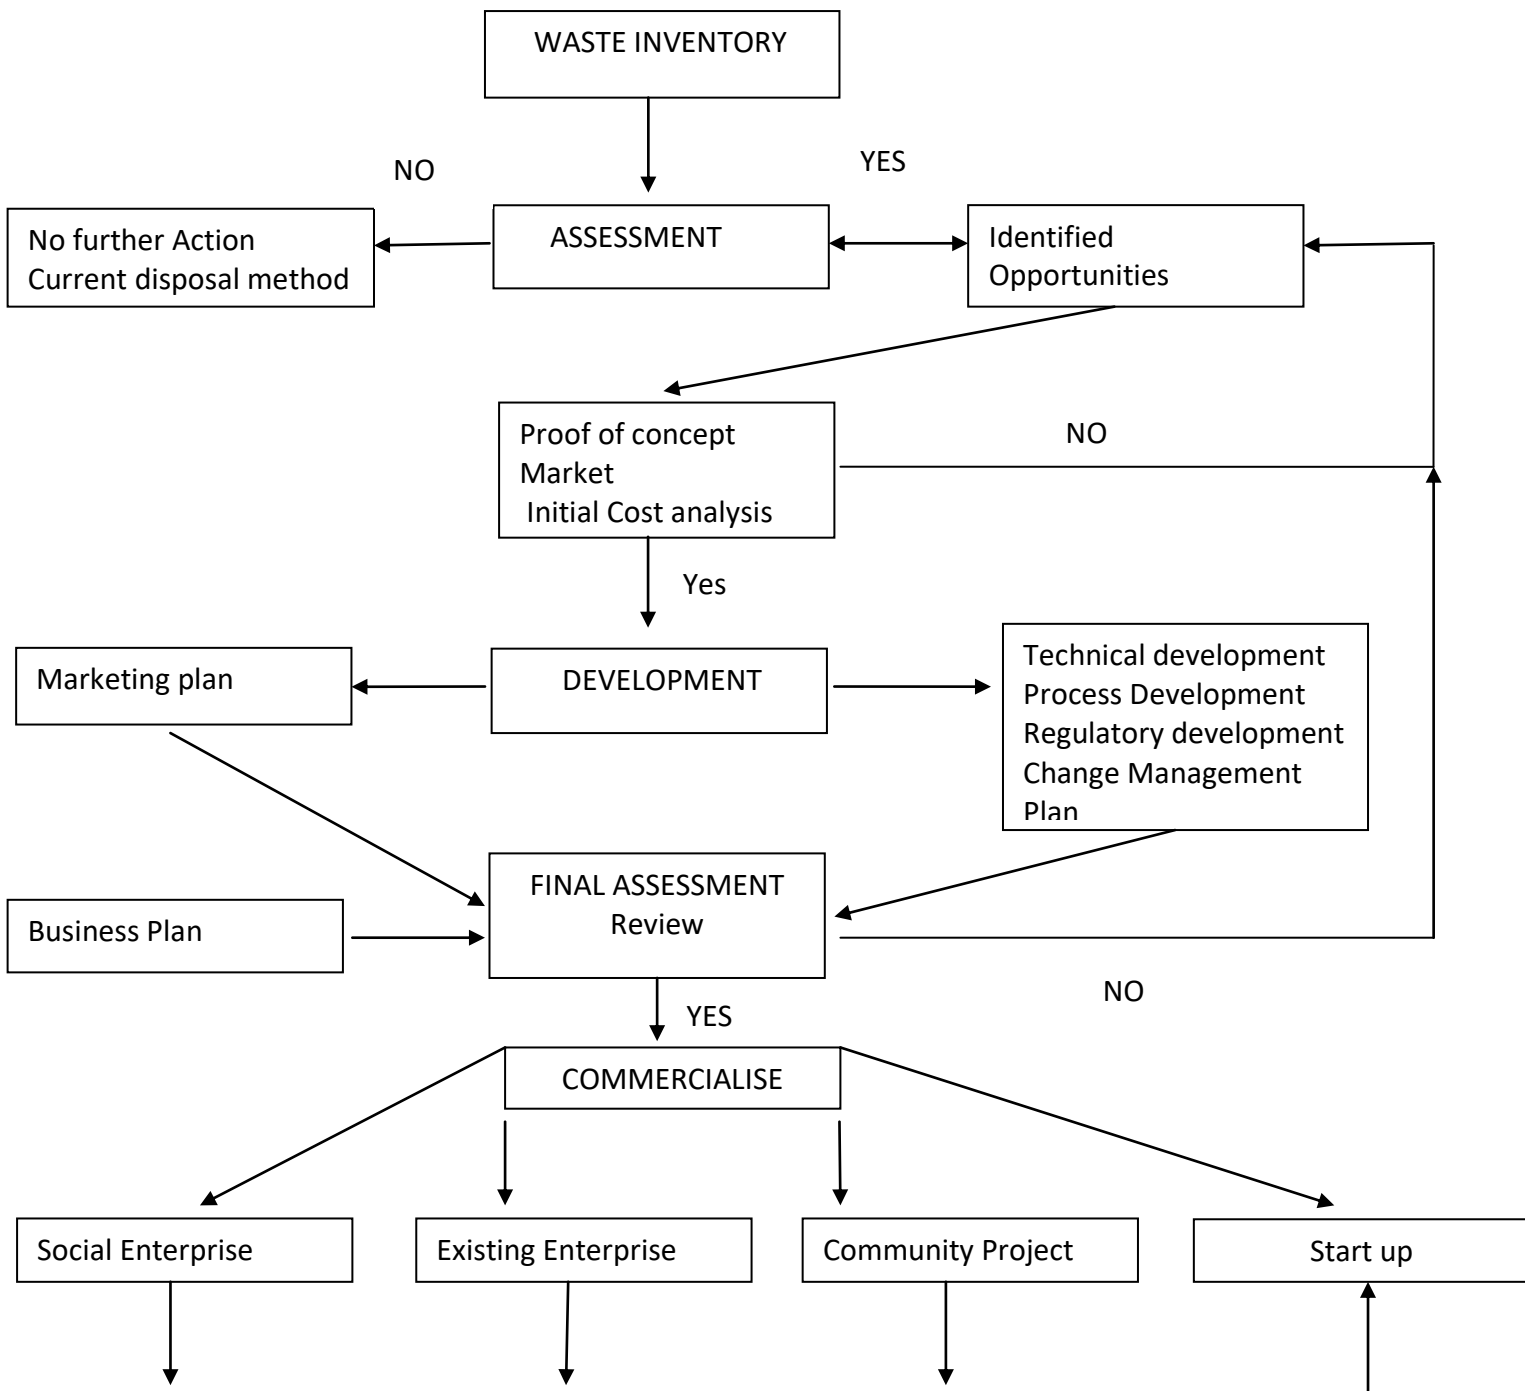 WASTE INVENTORY
NO
YES
No further Action
Current disposal method
ASSESSMENT
Identified
Opportunities
Proof of concept
Market
Initial Cost analysis
NO
Yes
Marketing plan
DEVELOPMENT
Technical development
Process Development
Regulatory development
Change Management
Plan
FINAL ASSESSMENT
Review
Business Plan
NO
YES
COMMERCIALISE
Social Enterprise
Existing Enterprise
Community Project
Start up